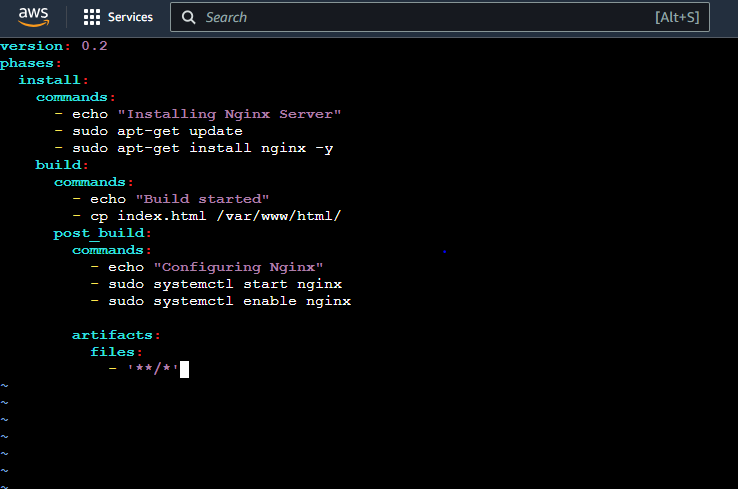 aws Services Search [Alt+S]
version: 0.2
phases:
  install:
    commands:
      - echo "Installing Nginx Server"
      - sudo apt-get update
      - sudo apt-get install nginx -y
    build:
      commands:
        - echo "Build started"
        - cp index.html /var/www/html/
      post_build:
        commands:
          - echo "Configuring Nginx"
          - sudo systemctl start nginx
          - sudo systemctl enable nginx

        artifacts:
          files:
            - '**/*'
~
~
~
~
~
~
~